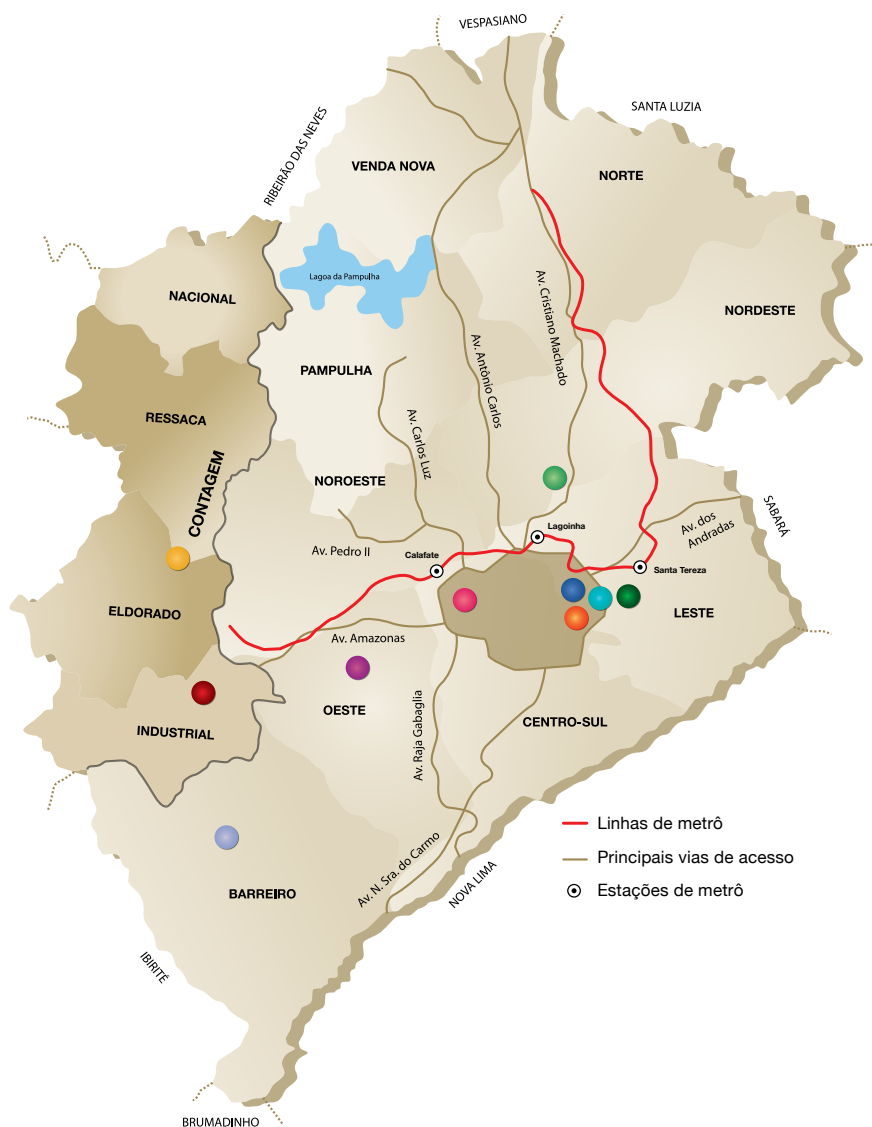 VESPASIANO
SANTA LUZIA
RIBEIRÃO DAS NEVES
VENDA NOVA
NORTE
Lagoa da Pampulha
NACIONAL
Av. Cristiano Machado
NORDESTE
Av. Antônio Carlos
PAMPULHA
RESSACA
Av. Carlos Luz
CONTAGEM
NOROESTE
SABARÁ
Av. dos
Andradas
Lagoinha
Av. Pedro II
Calafate
Santa Tereza
ELDORADO
LESTE
Av. Amazonas
OESTE
Av. Raja Gabaglia
CENTRO-SUL
INDUSTRIAL
Linhas de metrô
Principais vias de acesso
Estações de metrô
Av. N. Sra. do Carmo
NOVA LIMA
BARREIRO
IBIRITÉ
BRUMADINHO